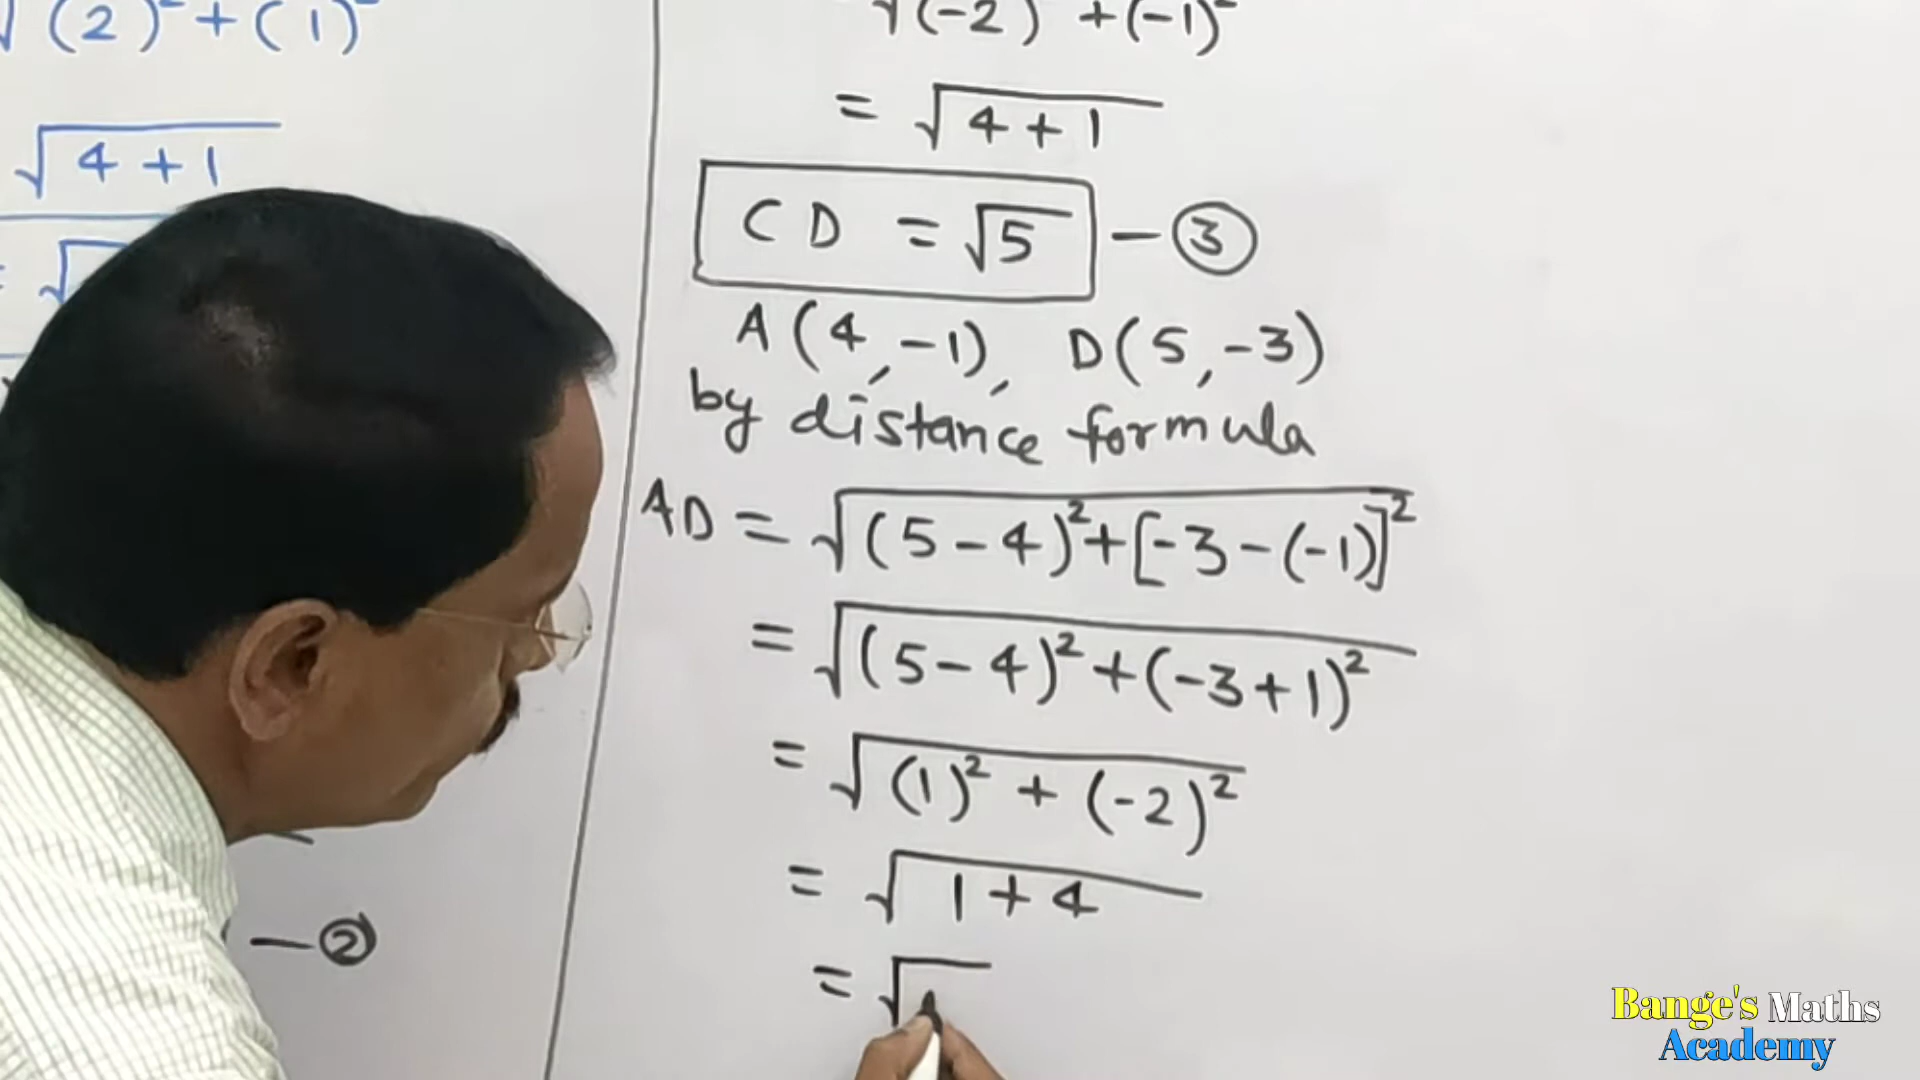 √(2)² + (1)²
√4 + 1
= √
— ②
√(-2) + (-1)²
= √4 + 1
CD = √5 — ③
A(4, -1), D(5, -3)
by distance formula
AD = √(5 - 4)² + [-3 - (-1)]²
= √(5 - 4)² + (-3 + 1)²
= √(1)² + (-2)²
= √1 + 4
= √
Bange's Maths
Academy